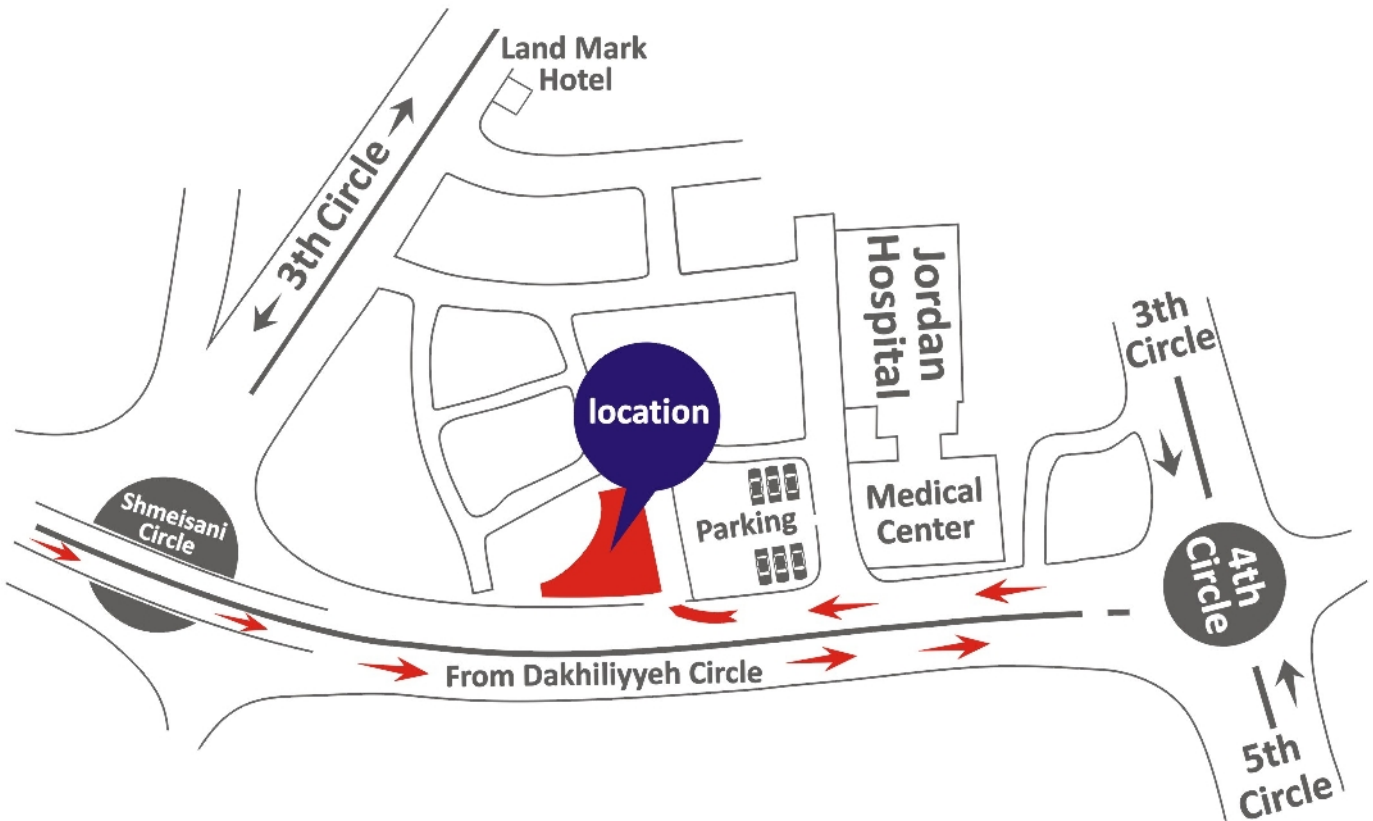 Land Mark
Hotel
3th Circle
Jordan
Hospital
3th
Circle
location
Shmeisani
Circle
Parking
Medical
Center
4th
Circle
From Dakhiliyyeh Circle
5th
Circle